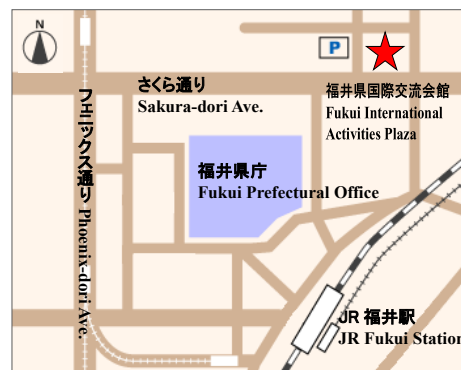 N
P
さくら通り
Sakura-dori Ave.
福井県国際交流会館
Fukui International
Activities Plaza
フェニックス通り Phoenix-dori Ave.
福井県庁
Fukui Prefectural Office
JR 福井駅
JR Fukui Station